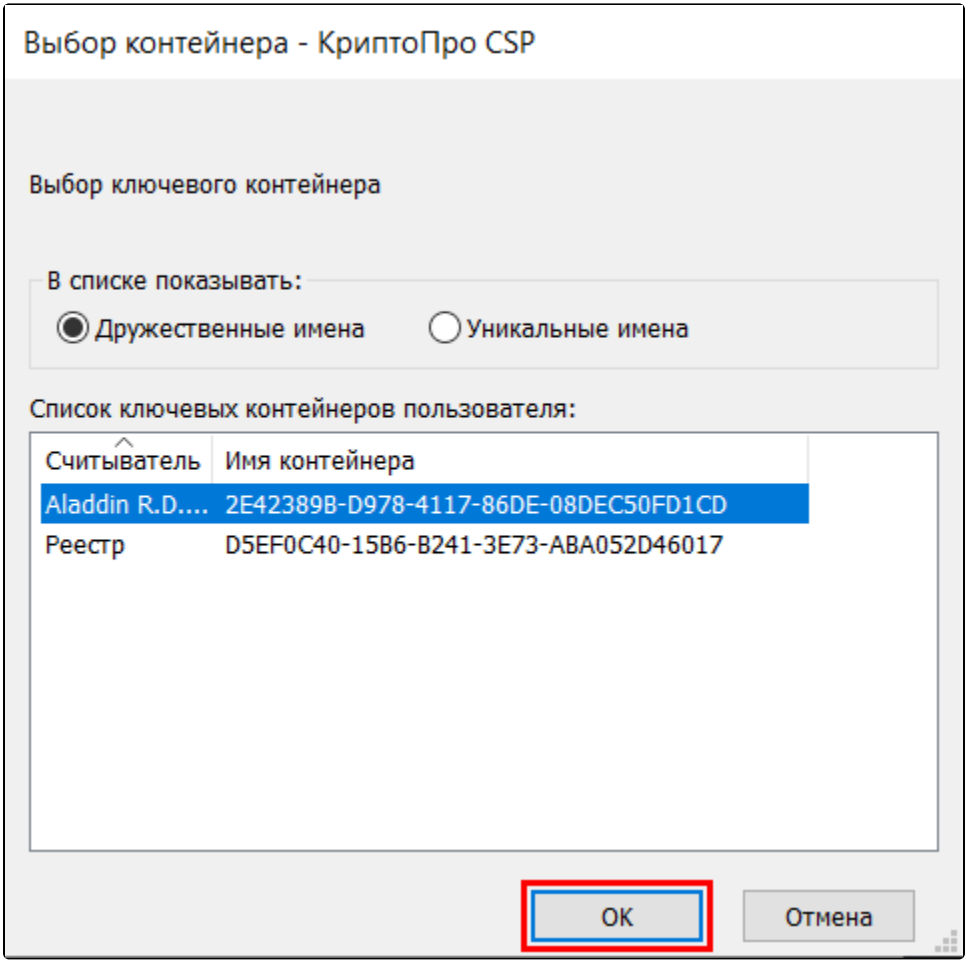 Выбор контейнера - КриптоПро CSP
Выбор ключевого контейнера
В списке показывать:
Дружественные имена Уникальные имена
Список ключевых контейнеров пользователя:
Считыватель Имя контейнера
Aladdin R.D.... 2E42389B-D978-4117-86DE-08DEC50FD1CD
Реестр D5EF0C40-15B6-B241-3E73-ABA052D46017
OK Отмена